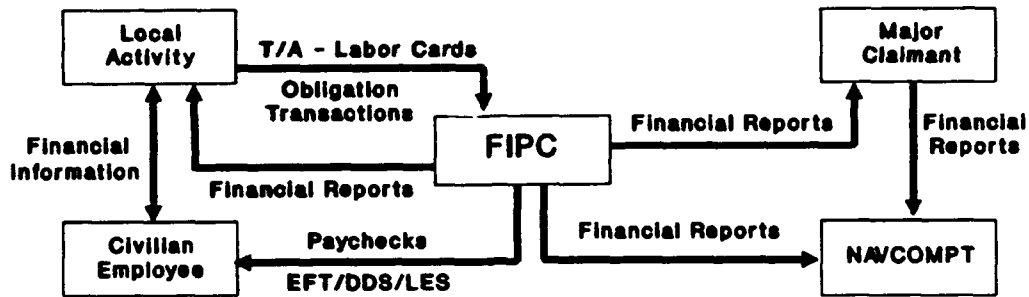 Local
Activity
T/A - Labor Cards
Obligation
Transactions
Major
Claimant
Financial
Information
Financial Reports
FIPC
Financial Reports
Financial
Reports
Civilian
Employee
Paychecks
EFT/DDS/LES
Financial Reports
NAVCOMPT